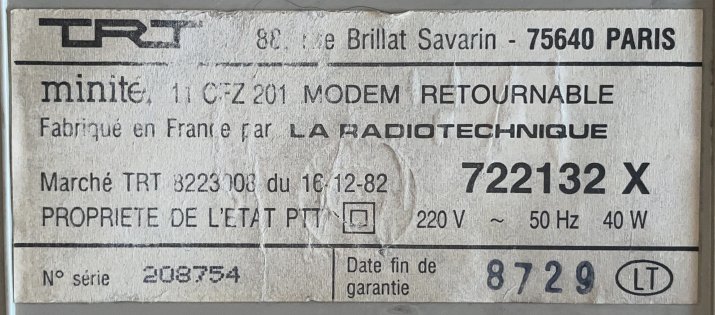 TRT 88, rue Brillat Savarin - 75640 PARIS
minitel 11 CFZ 201 MODEM RETOURNABLE
Fabriqué en France par LA RADIOTECHNIQUE
Marché TRT 8223008 du 16-12-82 722132 X
PROPRIETE DE L'ETAT PTT 220 V ~ 50 Hz 40 W
N° série 208754 Date fin de garantie 8729 LT